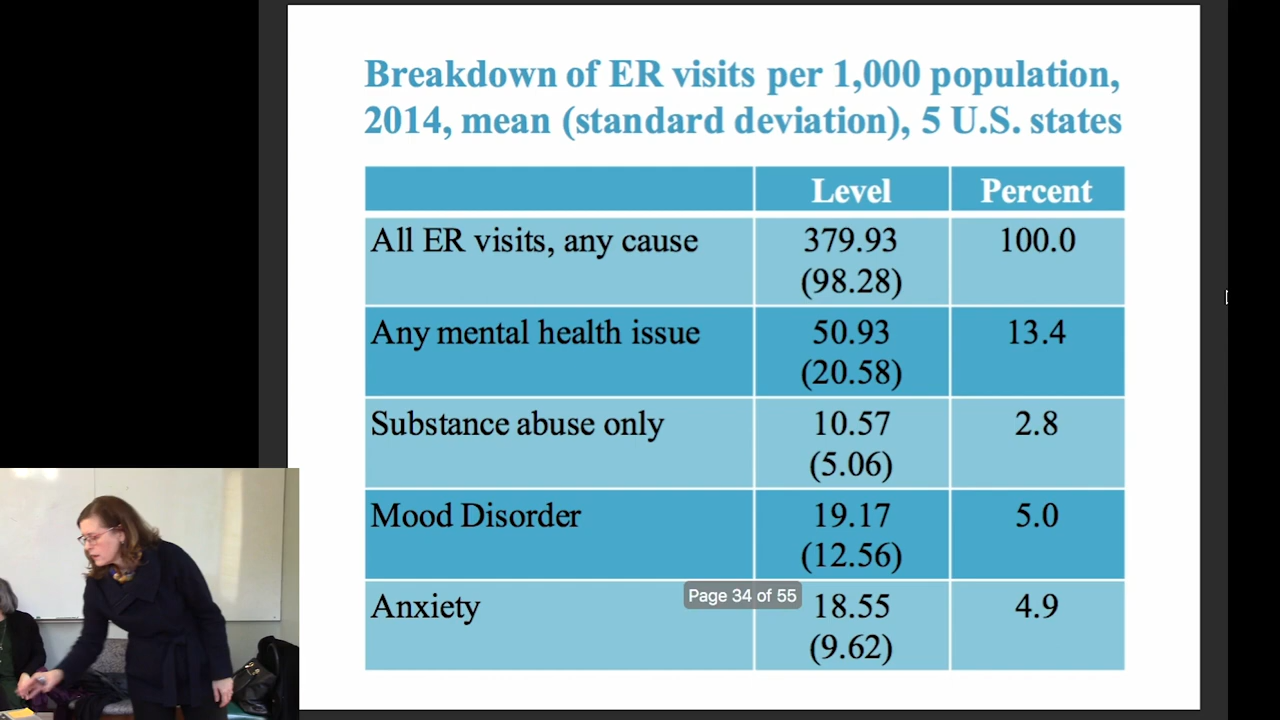 Breakdown of ER visits per 1,000 population,
2014, mean (standard deviation), 5 U.S. states
Level Percent
All ER visits, any cause 379.93 100.0
(98.28)
Any mental health issue 50.93 13.4
(20.58)
Substance abuse only 10.57 2.8
(5.06)
Mood Disorder 19.17 5.0
(12.56)
Page 34 of 55
Anxiety 18.55 4.9
(9.62)